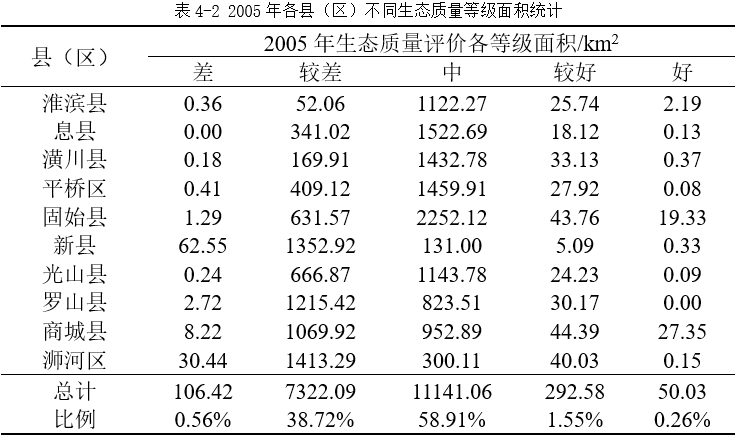 表 4-2 2005 年各县（区）不同生态质量等级面积统计
县（区） 2005 年生态质量评价各等级面积/km2
差 较差 中 较好 好
淮滨县 0.36 52.06 1122.27 25.74 2.19
息县 0.00 341.02 1522.69 18.12 0.13
潢川县 0.18 169.91 1432.78 33.13 0.37
平桥区 0.41 409.12 1459.91 27.92 0.08
固始县 1.29 631.57 2252.12 43.76 19.33
新县 62.55 1352.92 131.00 5.09 0.33
光山县 0.24 666.87 1143.78 24.23 0.09
罗山县 2.72 1215.42 823.51 30.17 0.00
商城县 8.22 1069.92 952.89 44.39 27.35
浉河区 30.44 1413.29 300.11 40.03 0.15
总计 106.42 7322.09 11141.06 292.58 50.03
比例 0.56% 38.72% 58.91% 1.55% 0.26%